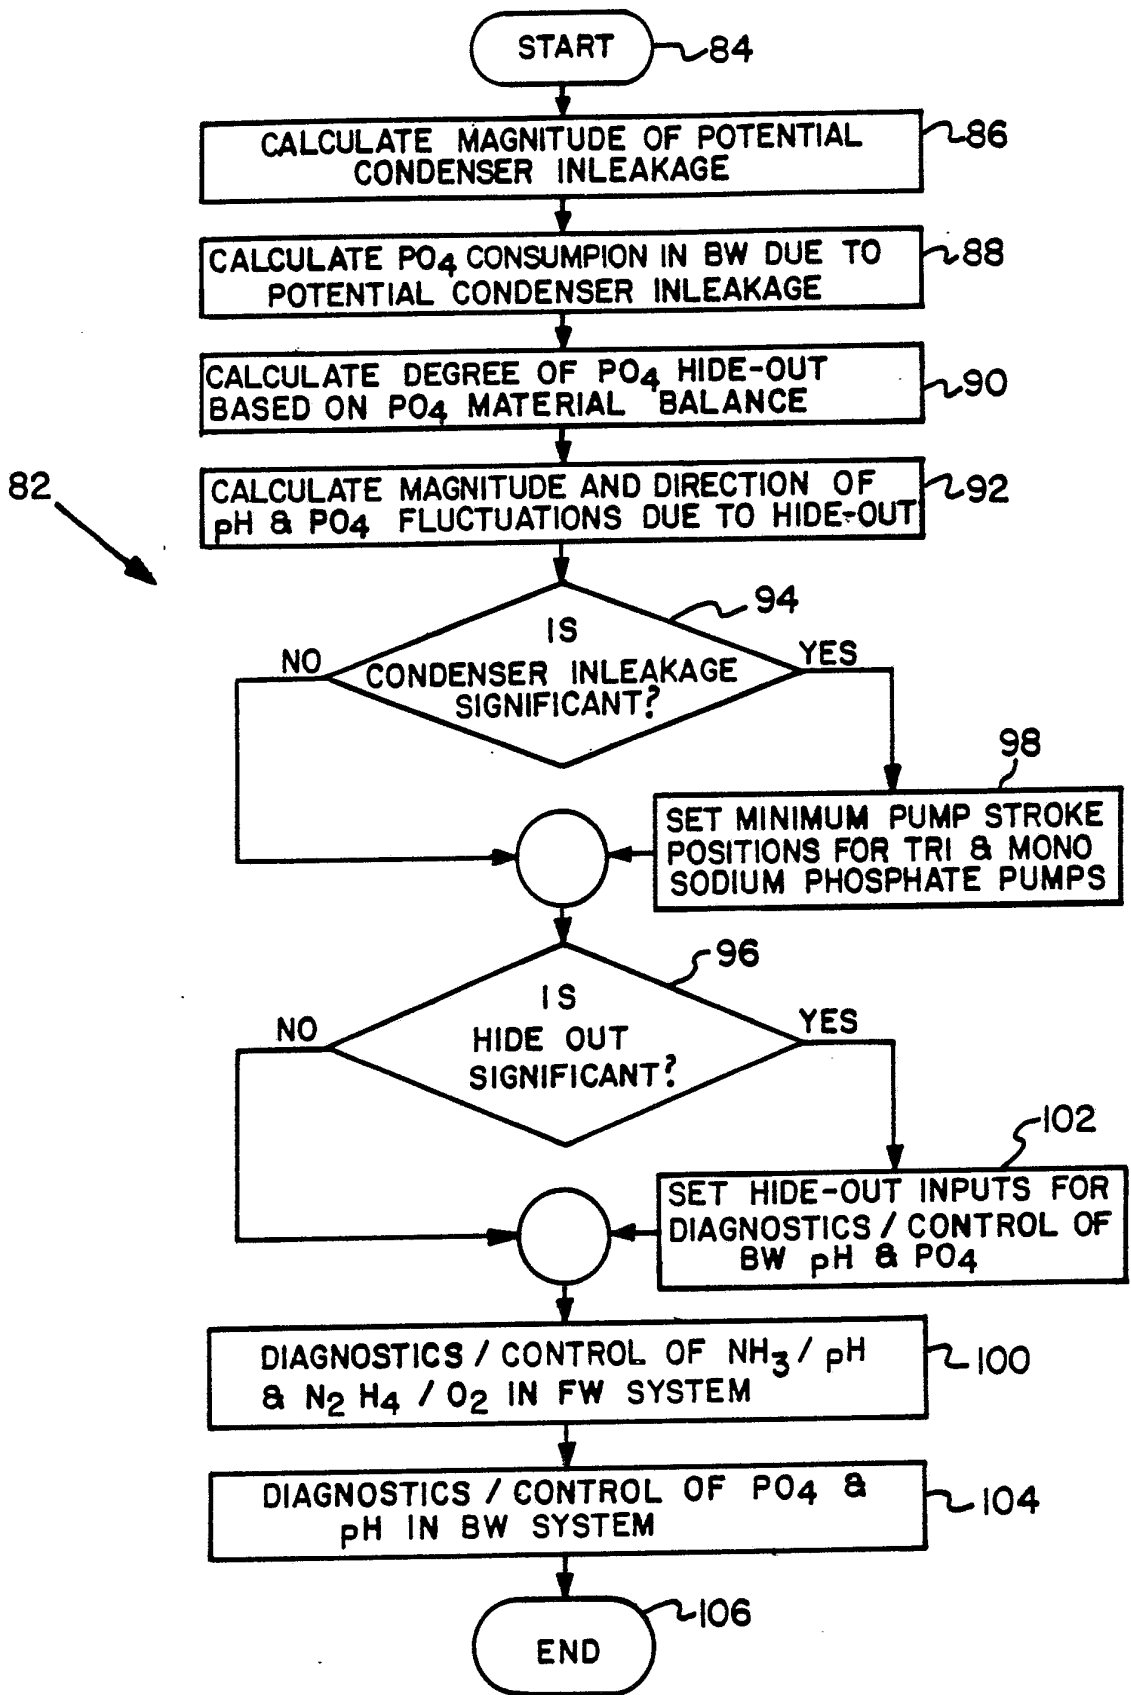 START
84
CALCULATE MAGNITUDE OF POTENTIAL
CONDENSER INLEAKAGE
86
CALCULATE PO4 CONSUMPION IN BW DUE TO
POTENTIAL CONDENSER INLEAKAGE
88
CALCULATE DEGREE OF PO4 HIDE-OUT
BASED ON PO4 MATERIAL BALANCE
90
82
CALCULATE MAGNITUDE AND DIRECTION OF
pH & PO4 FLUCTUATIONS DUE TO HIDE-OUT
92
94
NO
IS
CONDENSER INLEAKAGE
SIGNIFICANT?
YES
98
SET MINIMUM PUMP STROKE
POSITIONS FOR TRI & MONO
SODIUM PHOSPHATE PUMPS
96
NO
IS
HIDE OUT
SIGNIFICANT?
YES
102
SET HIDE-OUT INPUTS FOR
DIAGNOSTICS / CONTROL OF
BW pH & PO4
DIAGNOSTICS / CONTROL OF NH3 / pH
& N2 H4 / O2 IN FW SYSTEM
100
DIAGNOSTICS / CONTROL OF PO4 &
pH IN BW SYSTEM
104
106
END